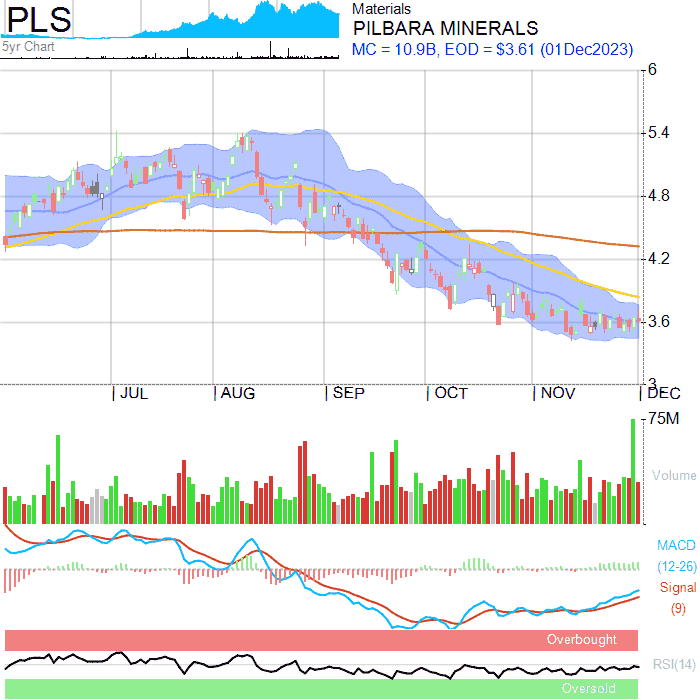 PLS
5yr Chart
Materials
PILBARA MINERALS
MC = 10.9B, EOD = $3.61 (01Dec2023)
6
5.4
4.8
4.2
3.6
3
JUL AUG SEP OCT NOV DEC
75M
Volume
MACD
(12-26)
Signal
(9)
Overbought
RSI(14)
Oversold